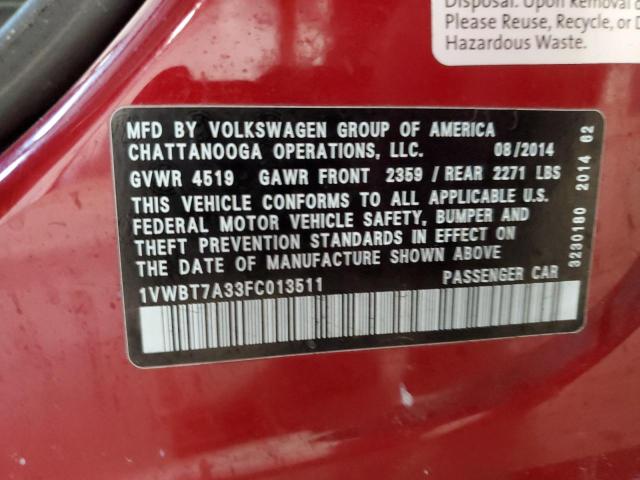 Disposal. Upon Removal
Please Reuse, Recycle, or
Hazardous Waste.
MFD BY VOLKSWAGEN GROUP OF AMERICA
CHATTANOOGA OPERATIONS, LLC. 08/2014
GVWR 4519 GAWR FRONT 2359 / REAR 2271 LBS
THIS VEHICLE CONFORMS TO ALL APPLICABLE U.S.
FEDERAL MOTOR VEHICLE SAFETY, BUMPER AND
THEFT PREVENTION STANDARDS IN EFFECT ON
THE DATE OF MANUFACTURE SHOWN ABOVE
1VWBT7A33FC013511 PASSENGER CAR
3230180 2014 62